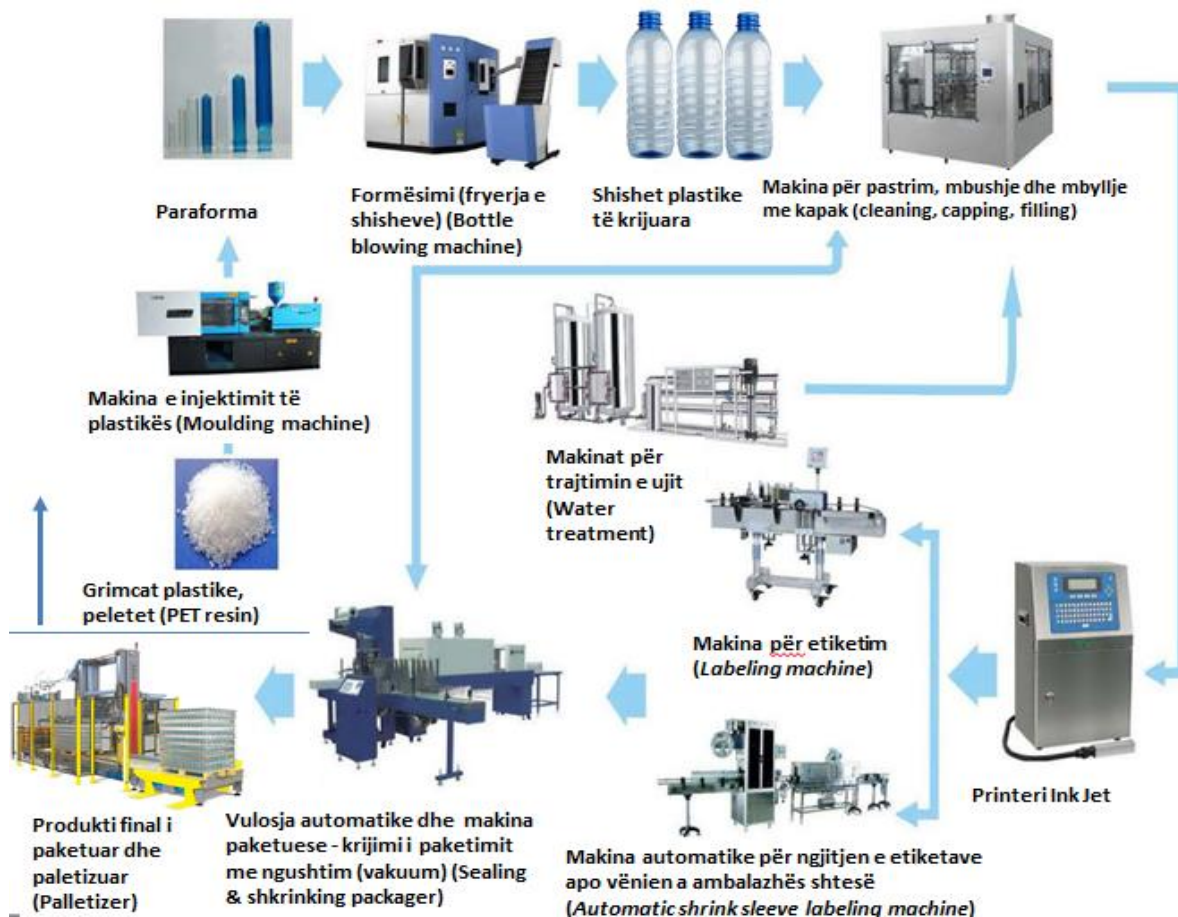 Paraforma
Formësimi (fryerja e
shisheve) (Bottle
blowing machine)
Shishet plastike
të krijuara
Makina për pastrim, mbushje dhe mbyllje
me kapak (cleaning, capping, filling)
Makina e injektimit të
plastikës (Moulding machine)
Makinat për
trajtimin e ujit
(Water
treatment)
Grimcat plastike,
peletet (PET resin)
Makina për etiketim
(Labeling machine)
Printeri Ink Jet
Produkti final i
paketuar dhe
paletizuar
(Palletizer)
Vulosja automatike dhe makina
paketuese - krijimi i paketimit
me ngushtim (vakuum) (Sealing
& shkrinking packager)
Makina automatike për ngjitjen e etiketave
apo vënien a ambalazhës shtesë
(Automatic shrink sleeve labeling machine)